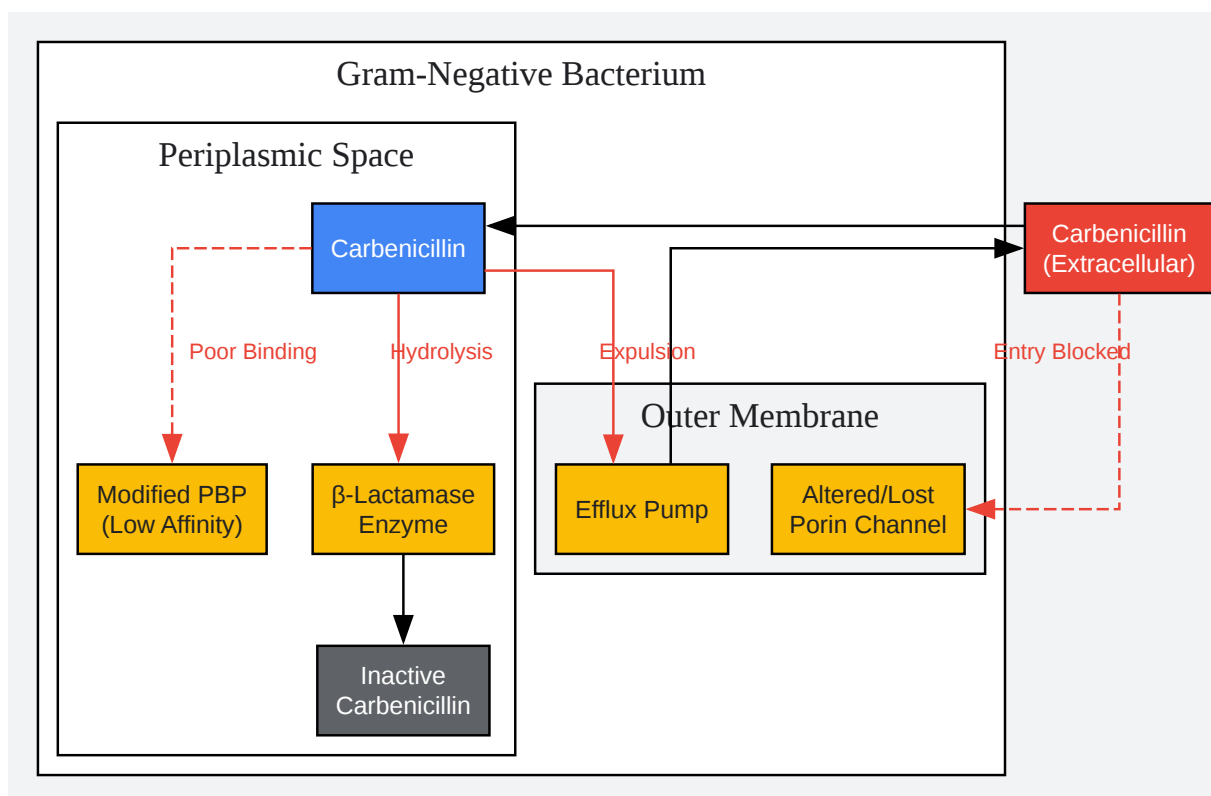 Gram-Negative Bacterium
Periplasmic Space
Carbenicillin
Carbenicillin
(Extracellular)
Poor Binding
Hydrolysis
Expulsion
Entry Blocked
Outer Membrane
Modified PBP
(Low Affinity)
β-Lactamase
Enzyme
Efflux Pump
Altered/Lost
Porin Channel
Inactive
Carbenicillin